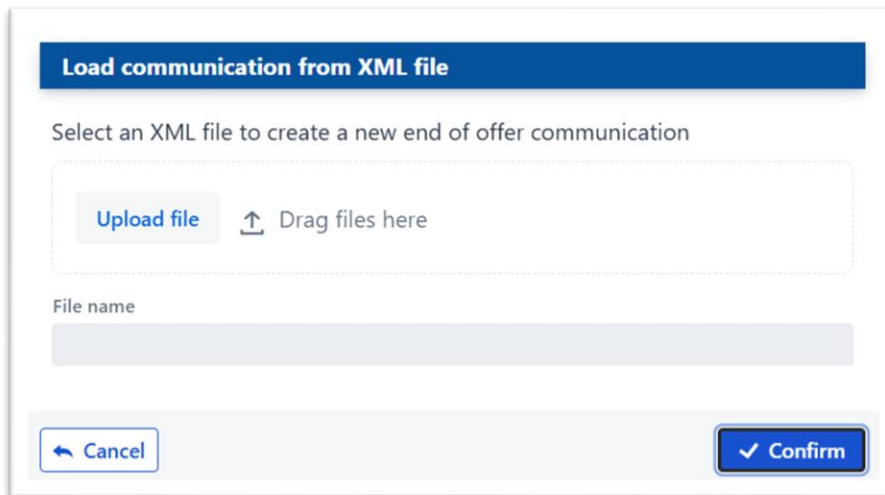 Load communication from XML file
Select an XML file to create a new end of offer communication
Upload file Drag files here
File name
Cancel Confirm